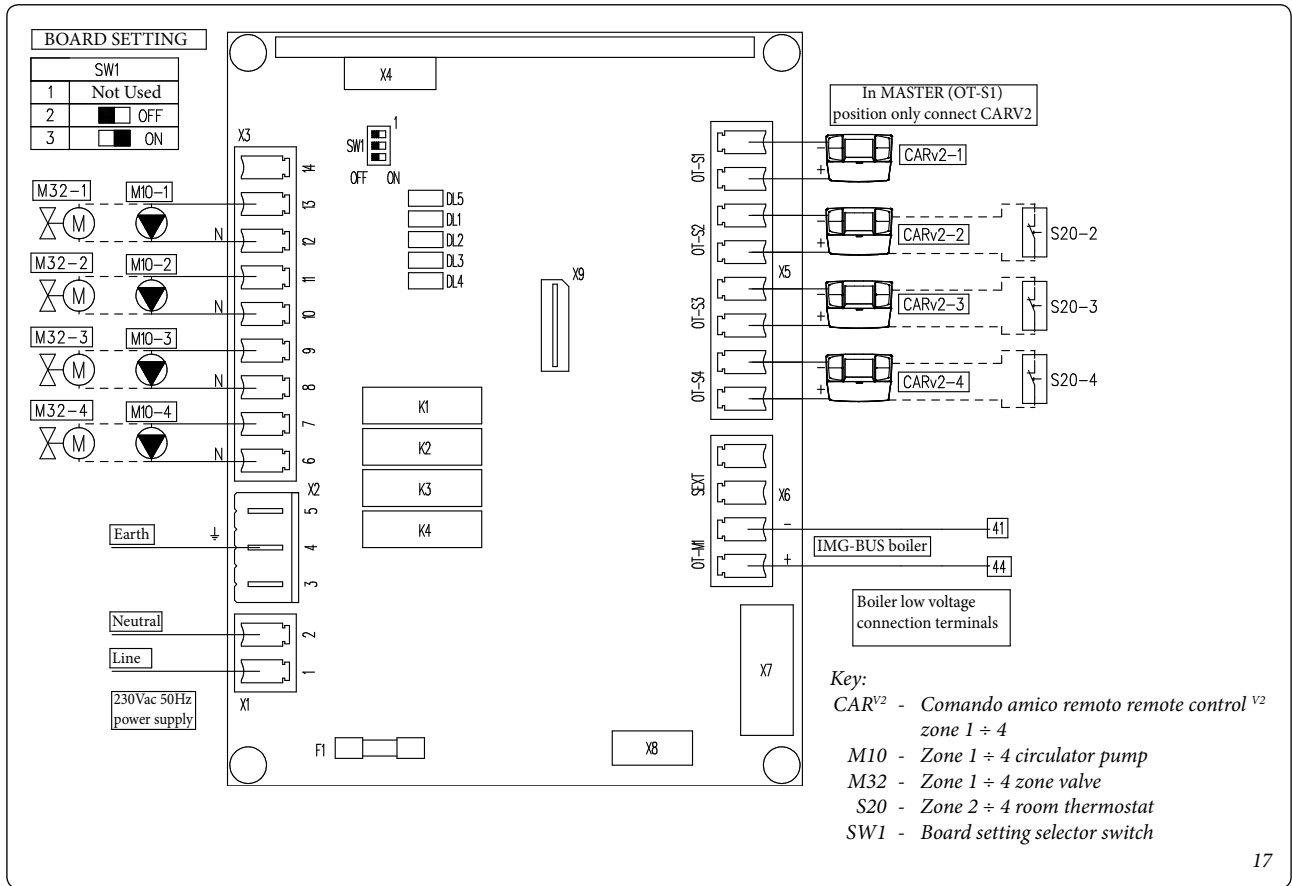 BOARD SETTING
SW1
1 Not Used
2 OFF
3 ON
X4
1
SW1
OFF ON
X3
14
13
12
11
10
9
8
7
6
M32-1
M10-1
M
N
M32-2
M10-2
M
N
M32-3
M10-3
M
N
M32-4
M10-4
M
N
DL5
DL1
DL2
DL3
DL4
X9
K1
K2
K3
K4
X2
5
4
3
Earth
Neutral
Line
2
1
X1
230Vac 50Hz
power supply
F1
X8
X7
In MASTER (OT-S1)
position only connect CARV2
OT-S1
OT-S2
OT-S3
OT-S4
X5
- CARv2-1
+
- CARv2-2
+
S20-2
- CARv2-3
+
S20-3
- CARv2-4
+
S20-4
SEXT
X6
OT-M1
- 41
IMG-BUS boiler
+ 44
Boiler low voltage
connection terminals
Key:
CARV2 - Comando amico remoto remote control V2
zone 1 ÷ 4
M10 - Zone 1 ÷ 4 circulator pump
M32 - Zone 1 ÷ 4 zone valve
S20 - Zone 2 ÷ 4 room thermostat
SW1 - Board setting selector switch
17